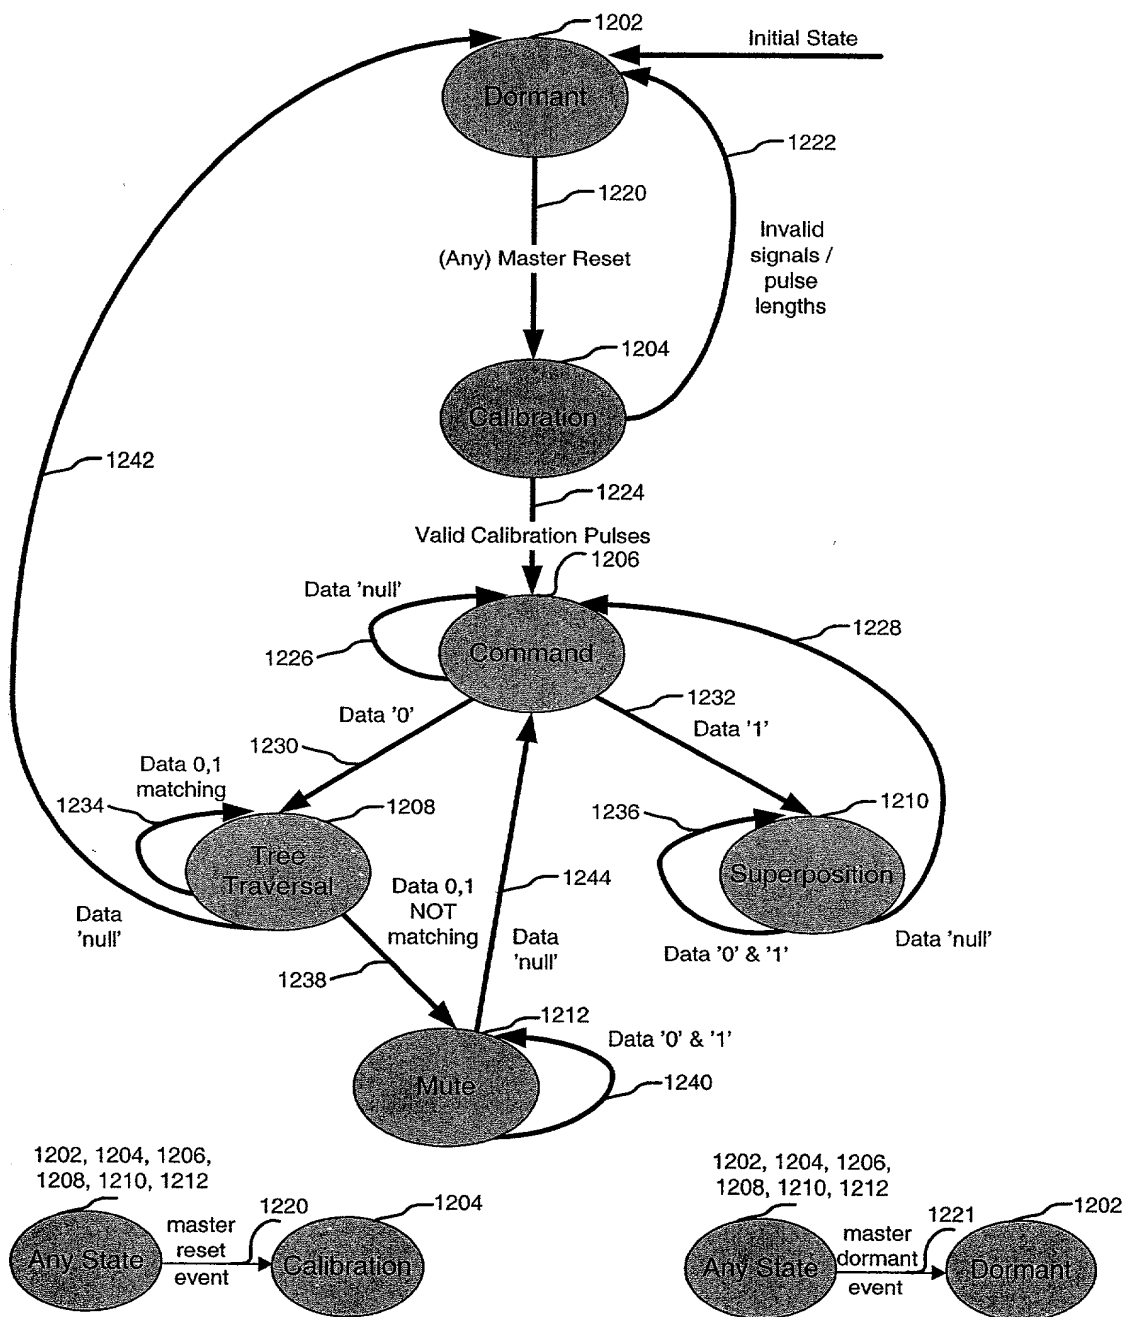 1202
Initial State
Dormant
1222
1220
Invalid
signals /
pulse
lengths
(Any) Master Reset
1204
Calibration
1242
1224
Valid Calibration Pulses
1206
Data 'null'
1228
1226
Command
1232
Data '0'
Data '1'
1230
Data 0,1
matching
1234
1208
1236
1210
Tree
Traversal
Superposition
Data 0,1
NOT
matching
1244
Data
'null'
Data
'null'
Data '0' & '1'
Data 'null'
1238
1212
Data '0' & '1'
Mute
1240
1202, 1204, 1206,
1208, 1210, 1212
1220
1204
master
reset
event
Any State
Calibration
1202, 1204, 1206,
1208, 1210, 1212
1221
1202
master
dormant
event
Any State
Dormant